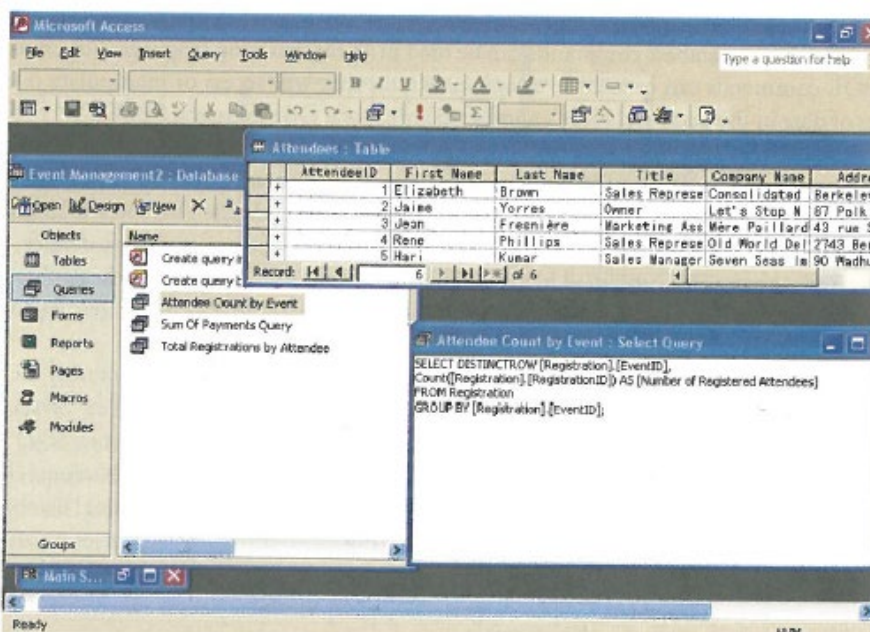 Microsoft Access
File Edit View Insert Query Tools Window Help
Type a question for help
B I U
Attendees : Table
AttendeeID First Name Last Name Title Company Name Addre
1 Elizabeth Brown Sales Represe Consolidated Berkeley
2 Jaime Yorres Owner Let's Stop N 87 Polk
3 Jean Fresnière Marketing Ass Mère Paillard 43 rue S
4 Rene Phillips Sales Represe Old World Del 2743 Ber
5 Hari Kumar Sales Manager Seven Seas Im 90 Wadhu
Record: 6 of 6
Event Management2 : Database
Open Design New
Objects
Tables
Queries
Forms
Reports
Pages
Macros
Modules
Groups
Name
Create query i
Create query b
Attendee Count by Event
Sum Of Payments Query
Total Registrations by Attendee
Attendee Count by Event : Select Query
SELECT DISTINCTROW [Registration].[EventID],
Count([Registration].[RegistrationID]) AS [Number of Registered Attendees]
FROM Registration
GROUP BY [Registration].[EventID];
Main S...
Ready
NUM